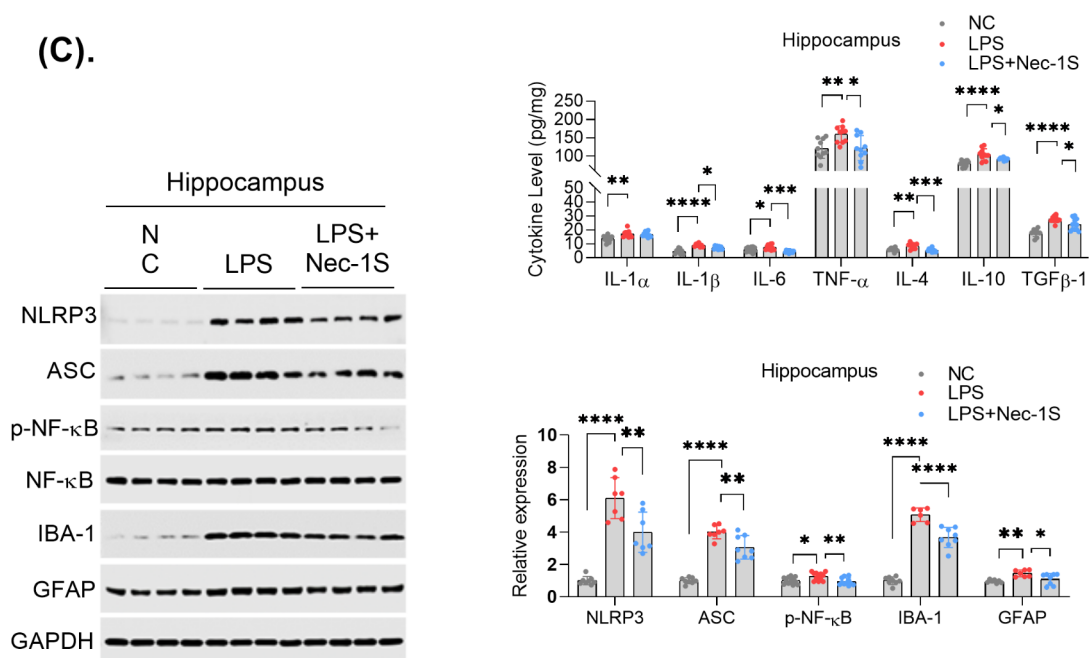 (C).
Hippocampus
N
C
LPS
LPS+
Nec-1S
NLRP3
ASC
p-NF-κB
NF-κB
IBA-1
GFAP
GAPDH
Hippocampus
NC
LPS
LPS+Nec-1S
Cytokine Level (pg/mg)
250
200
150
100
50
40
30
20
10
0
** **** * * *** ** * ** *** **** * **** *
IL-1α IL-1β IL-6 TNF-α IL-4 IL-10 TGFβ-1
Hippocampus
NC
LPS
LPS+Nec-1S
Relative expression
10
8
6
4
2
0
**** ** **** ** * ** **** **** ** *
NLRP3 ASC p-NF-κB IBA-1 GFAP